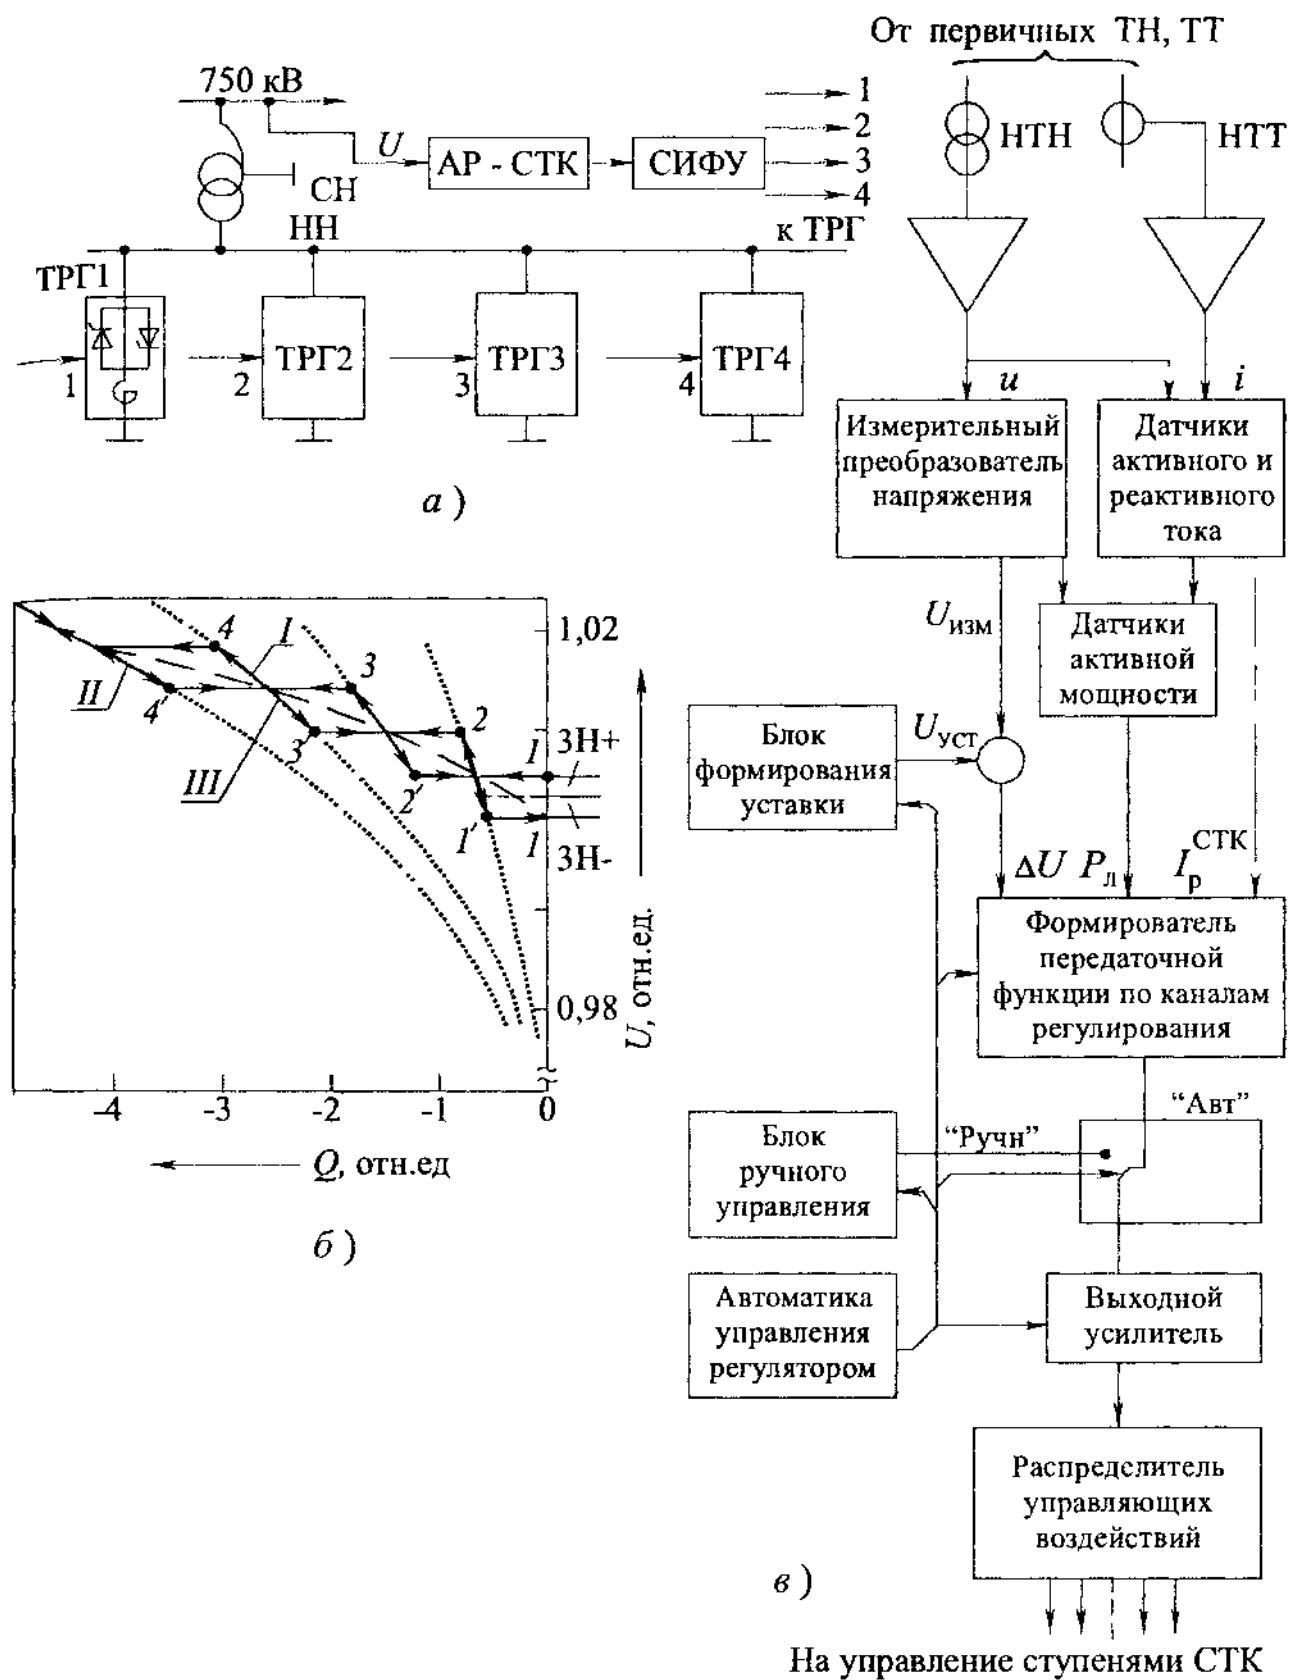 От первичных ТН, ТТ
750 кВ
U
АР - СТК
СИФУ
1
2
3
4
НТН
НТТ
СН
НН
к ТРГ
ТРГ1
ТРГ2
ТРГ3
ТРГ4
1
2
3
4
а )
u
i
Измерительный
преобразователь
напряжения
Датчики
активного и
реактивного
тока
Uизм
Датчики
активной
мощности
4
I
3
1,02
II
4'
2
3'
1
ЗН+
III
2'
1'
1
ЗН-
U, отн.ед.
0,98
-4
-3
-2
-1
0
Q, отн.ед
б )
Блок
формирования
уставки
Uуст
ΔU
Pл
IрСТК
Формирователь
передаточной
функции по каналам
регулирования
“Авт”
“Ручн”
Блок
ручного
управления
Автоматика
управления
регулятором
Выходной
усилитель
Распределитель
управляющих
воздействий
в )
На управление ступенями СТК